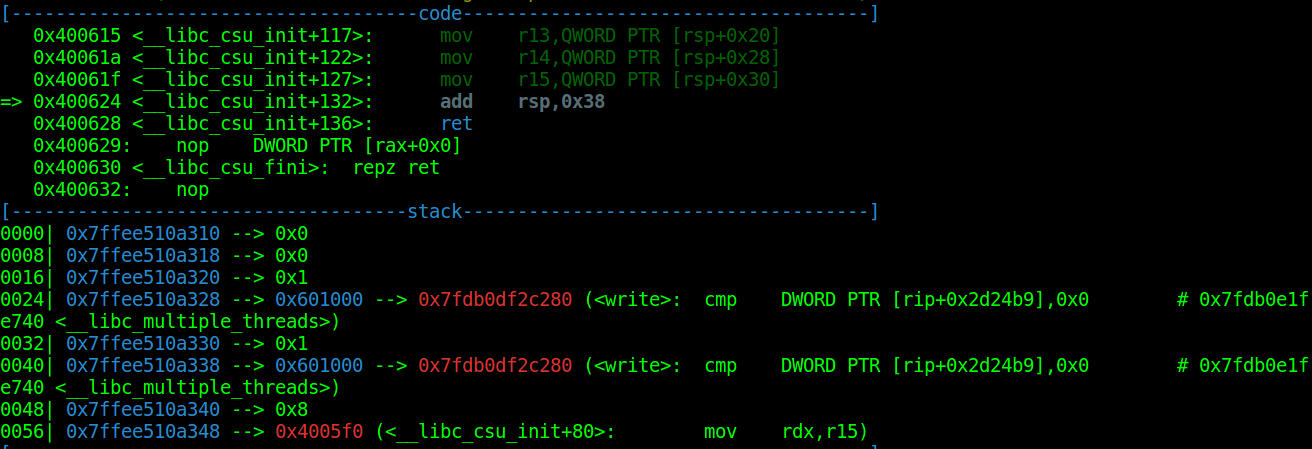 [-------------------------------------code-------------------------------------]
   0x400615 <__libc_csu_init+117>:	mov    r13,QWORD PTR [rsp+0x20]
   0x40061a <__libc_csu_init+122>:	mov    r14,QWORD PTR [rsp+0x28]
   0x40061f <__libc_csu_init+127>:	mov    r15,QWORD PTR [rsp+0x30]
=> 0x400624 <__libc_csu_init+132>:	add    rsp,0x38
   0x400628 <__libc_csu_init+136>:	ret
   0x400629:	nop    DWORD PTR [rax+0x0]
   0x400630 <__libc_csu_fini>:	repz ret
   0x400632:	nop
[------------------------------------stack-------------------------------------]
0000| 0x7ffee510a310 --> 0x0
0008| 0x7ffee510a318 --> 0x0
0016| 0x7ffee510a320 --> 0x1
0024| 0x7ffee510a328 --> 0x601000 --> 0x7fdb0df2c280 (<write>:	cmp    DWORD PTR [rip+0x2d24b9],0x0        # 0x7fdb0e1f
e740 <__libc_multiple_threads>)
0032| 0x7ffee510a330 --> 0x1
0040| 0x7ffee510a338 --> 0x601000 --> 0x7fdb0df2c280 (<write>:	cmp    DWORD PTR [rip+0x2d24b9],0x0        # 0x7fdb0e1f
e740 <__libc_multiple_threads>)
0048| 0x7ffee510a340 --> 0x8
0056| 0x7ffee510a348 --> 0x4005f0 (<__libc_csu_init+80>:	mov    rdx,r15)